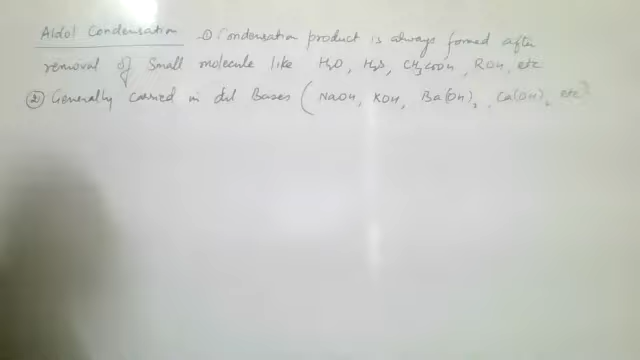 Aldol Condensation ① Condensation product is always formed after
removal of Small molecule like H₂O, H₂S, CH₃COOH, ROH, etc
② Generally Carried in dil Bases (NaOH, KOH, Ba(OH)₂, Ca(OH)₂ etc)